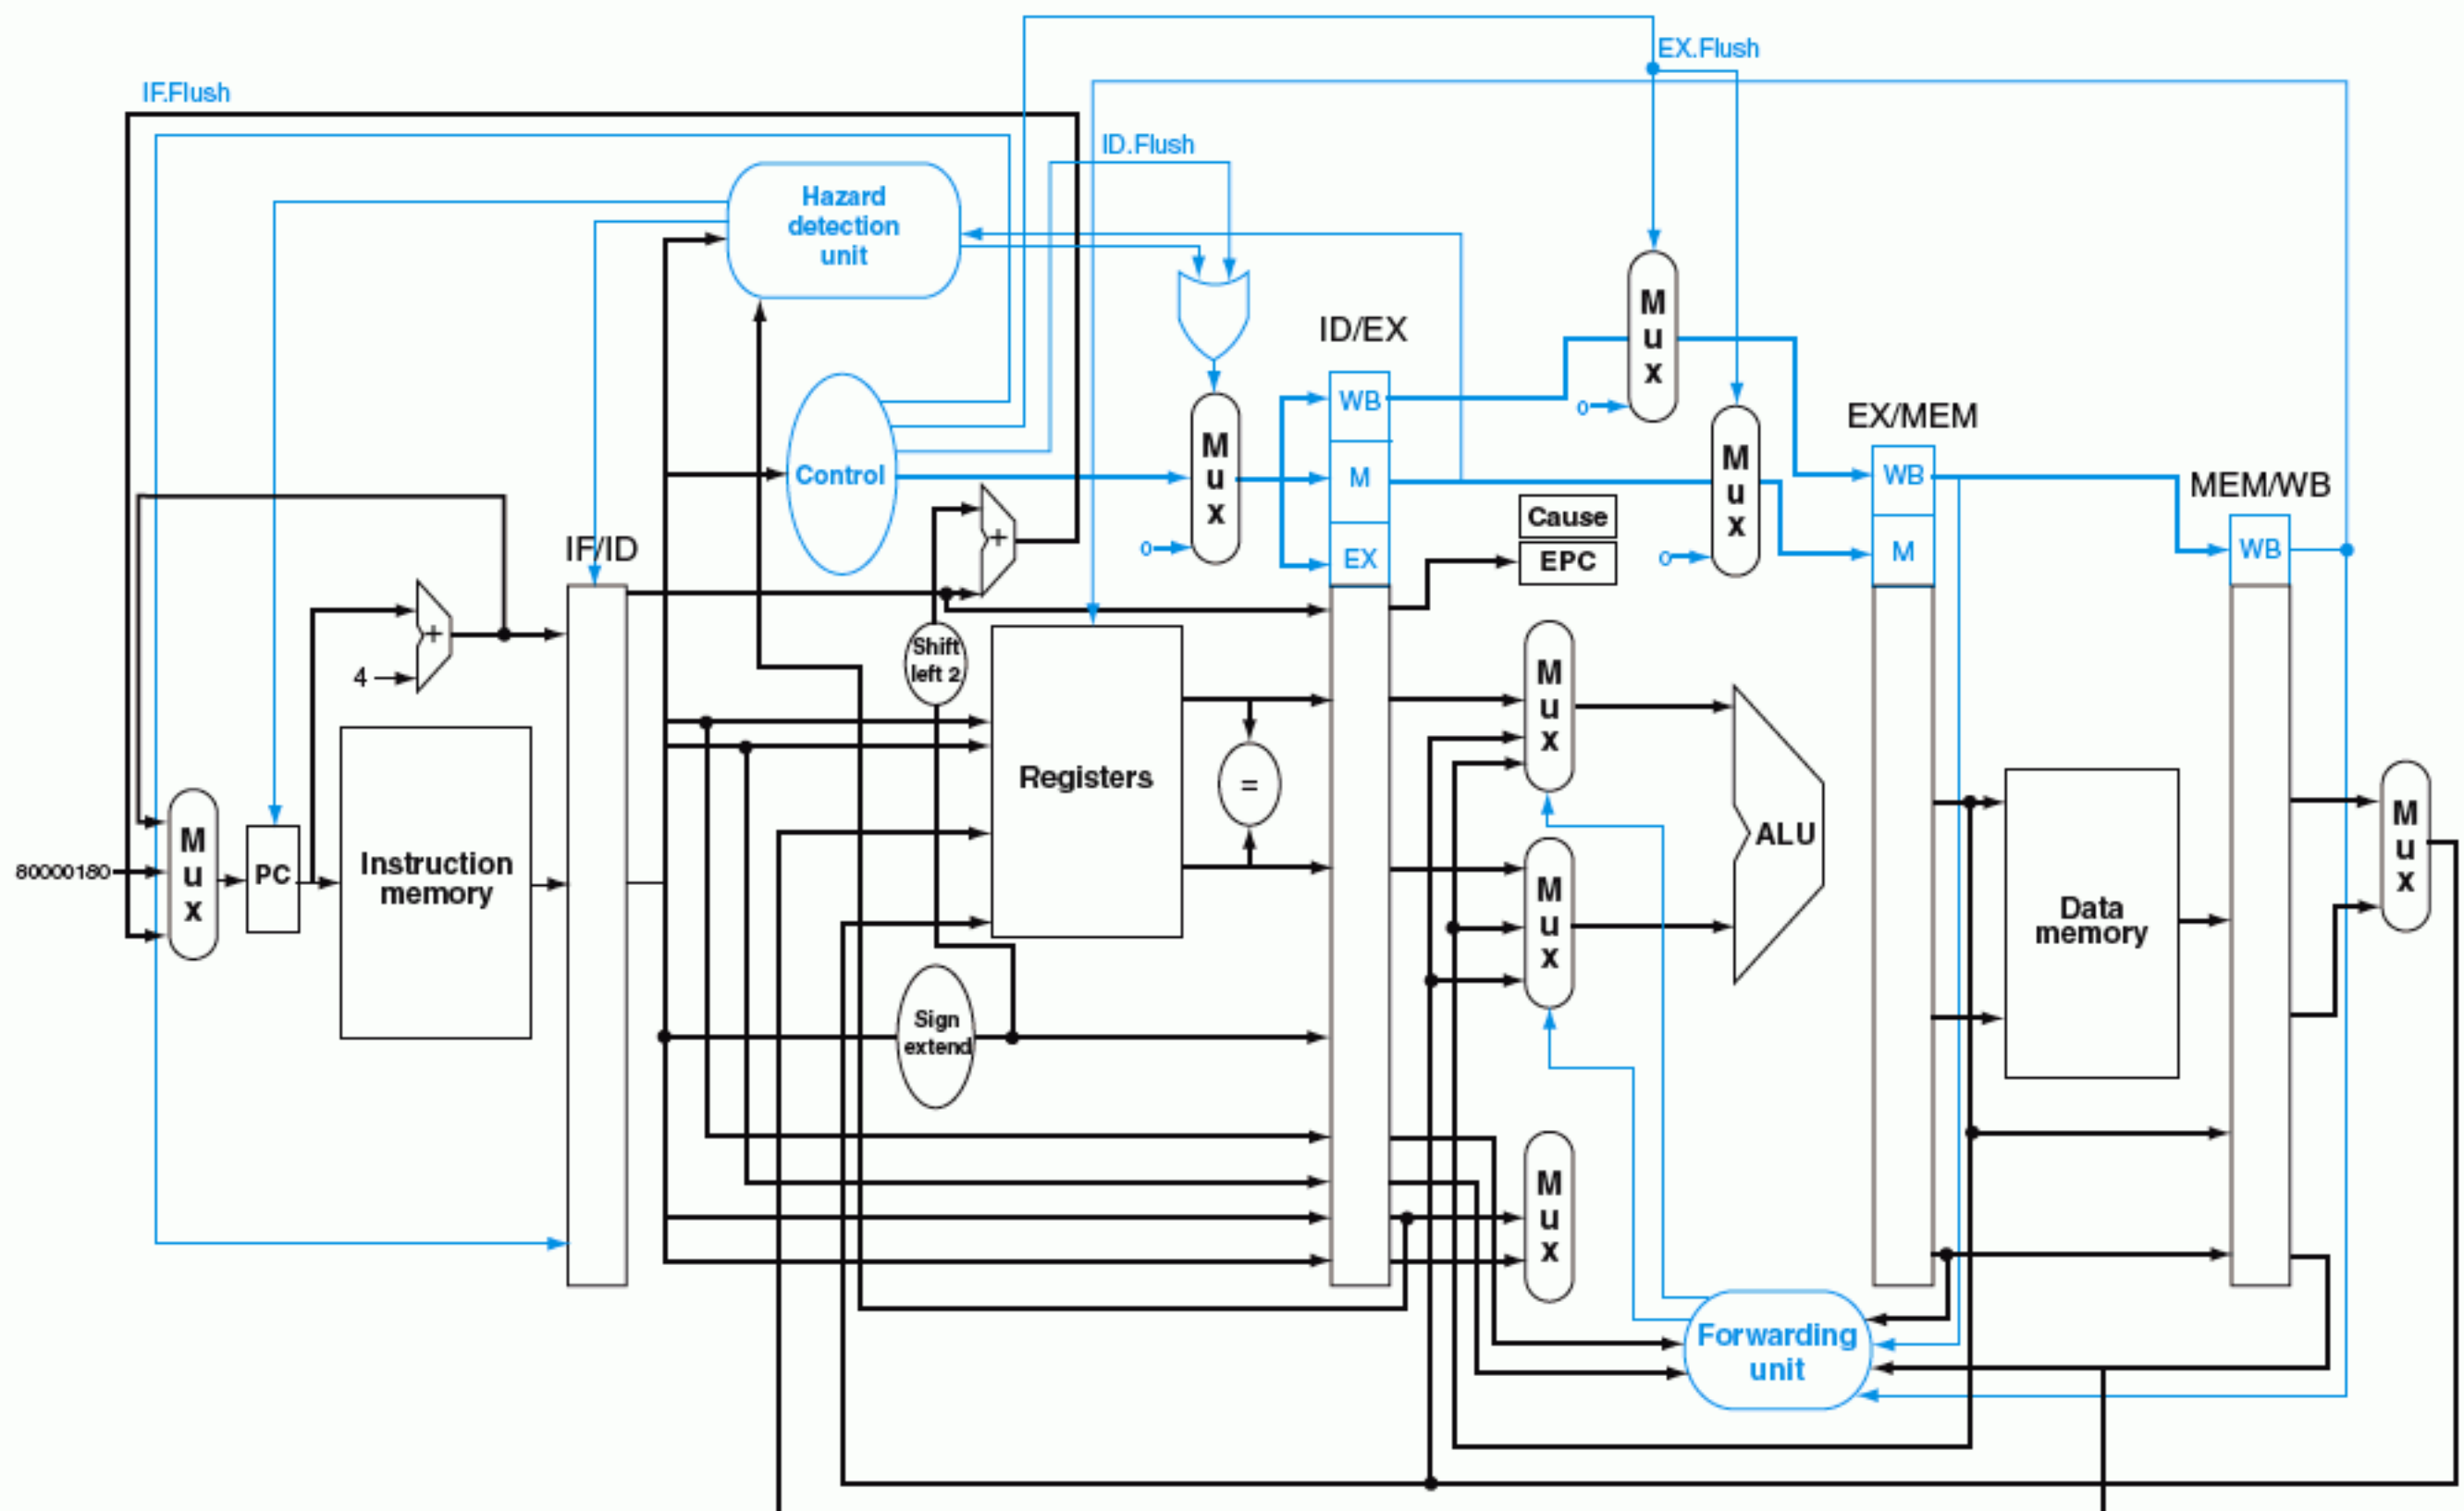 EX.Flush
IF.Flush
ID.Flush
Hazard
detection
unit
M
u
x
ID/EX
0
WB
M
u
x
EX/MEM
M
u
x
Control
M
WB
MEM/WB
Cause
0
EX
EPC
0
M
WB
IF/ID
+
+
4
Shift
left 2
M
u
x
Registers
=
M
u
x
M
u
x
80000180
PC
Instruction
memory
ALU
M
u
x
Data
memory
M
u
x
Sign
extend
M
u
x
Forwarding
unit